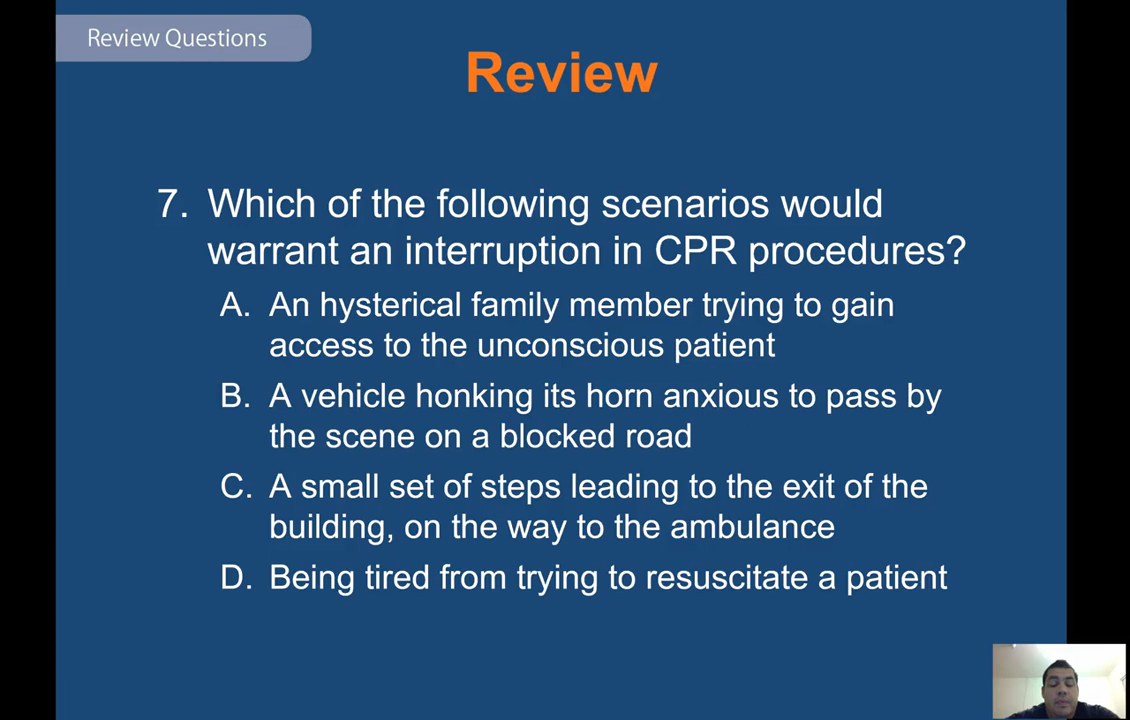 Review Questions
Review
7. Which of the following scenarios would
warrant an interruption in CPR procedures?
A. An hysterical family member trying to gain
access to the unconscious patient
B. A vehicle honking its horn anxious to pass by
the scene on a blocked road
C. A small set of steps leading to the exit of the
building, on the way to the ambulance
D. Being tired from trying to resuscitate a patient